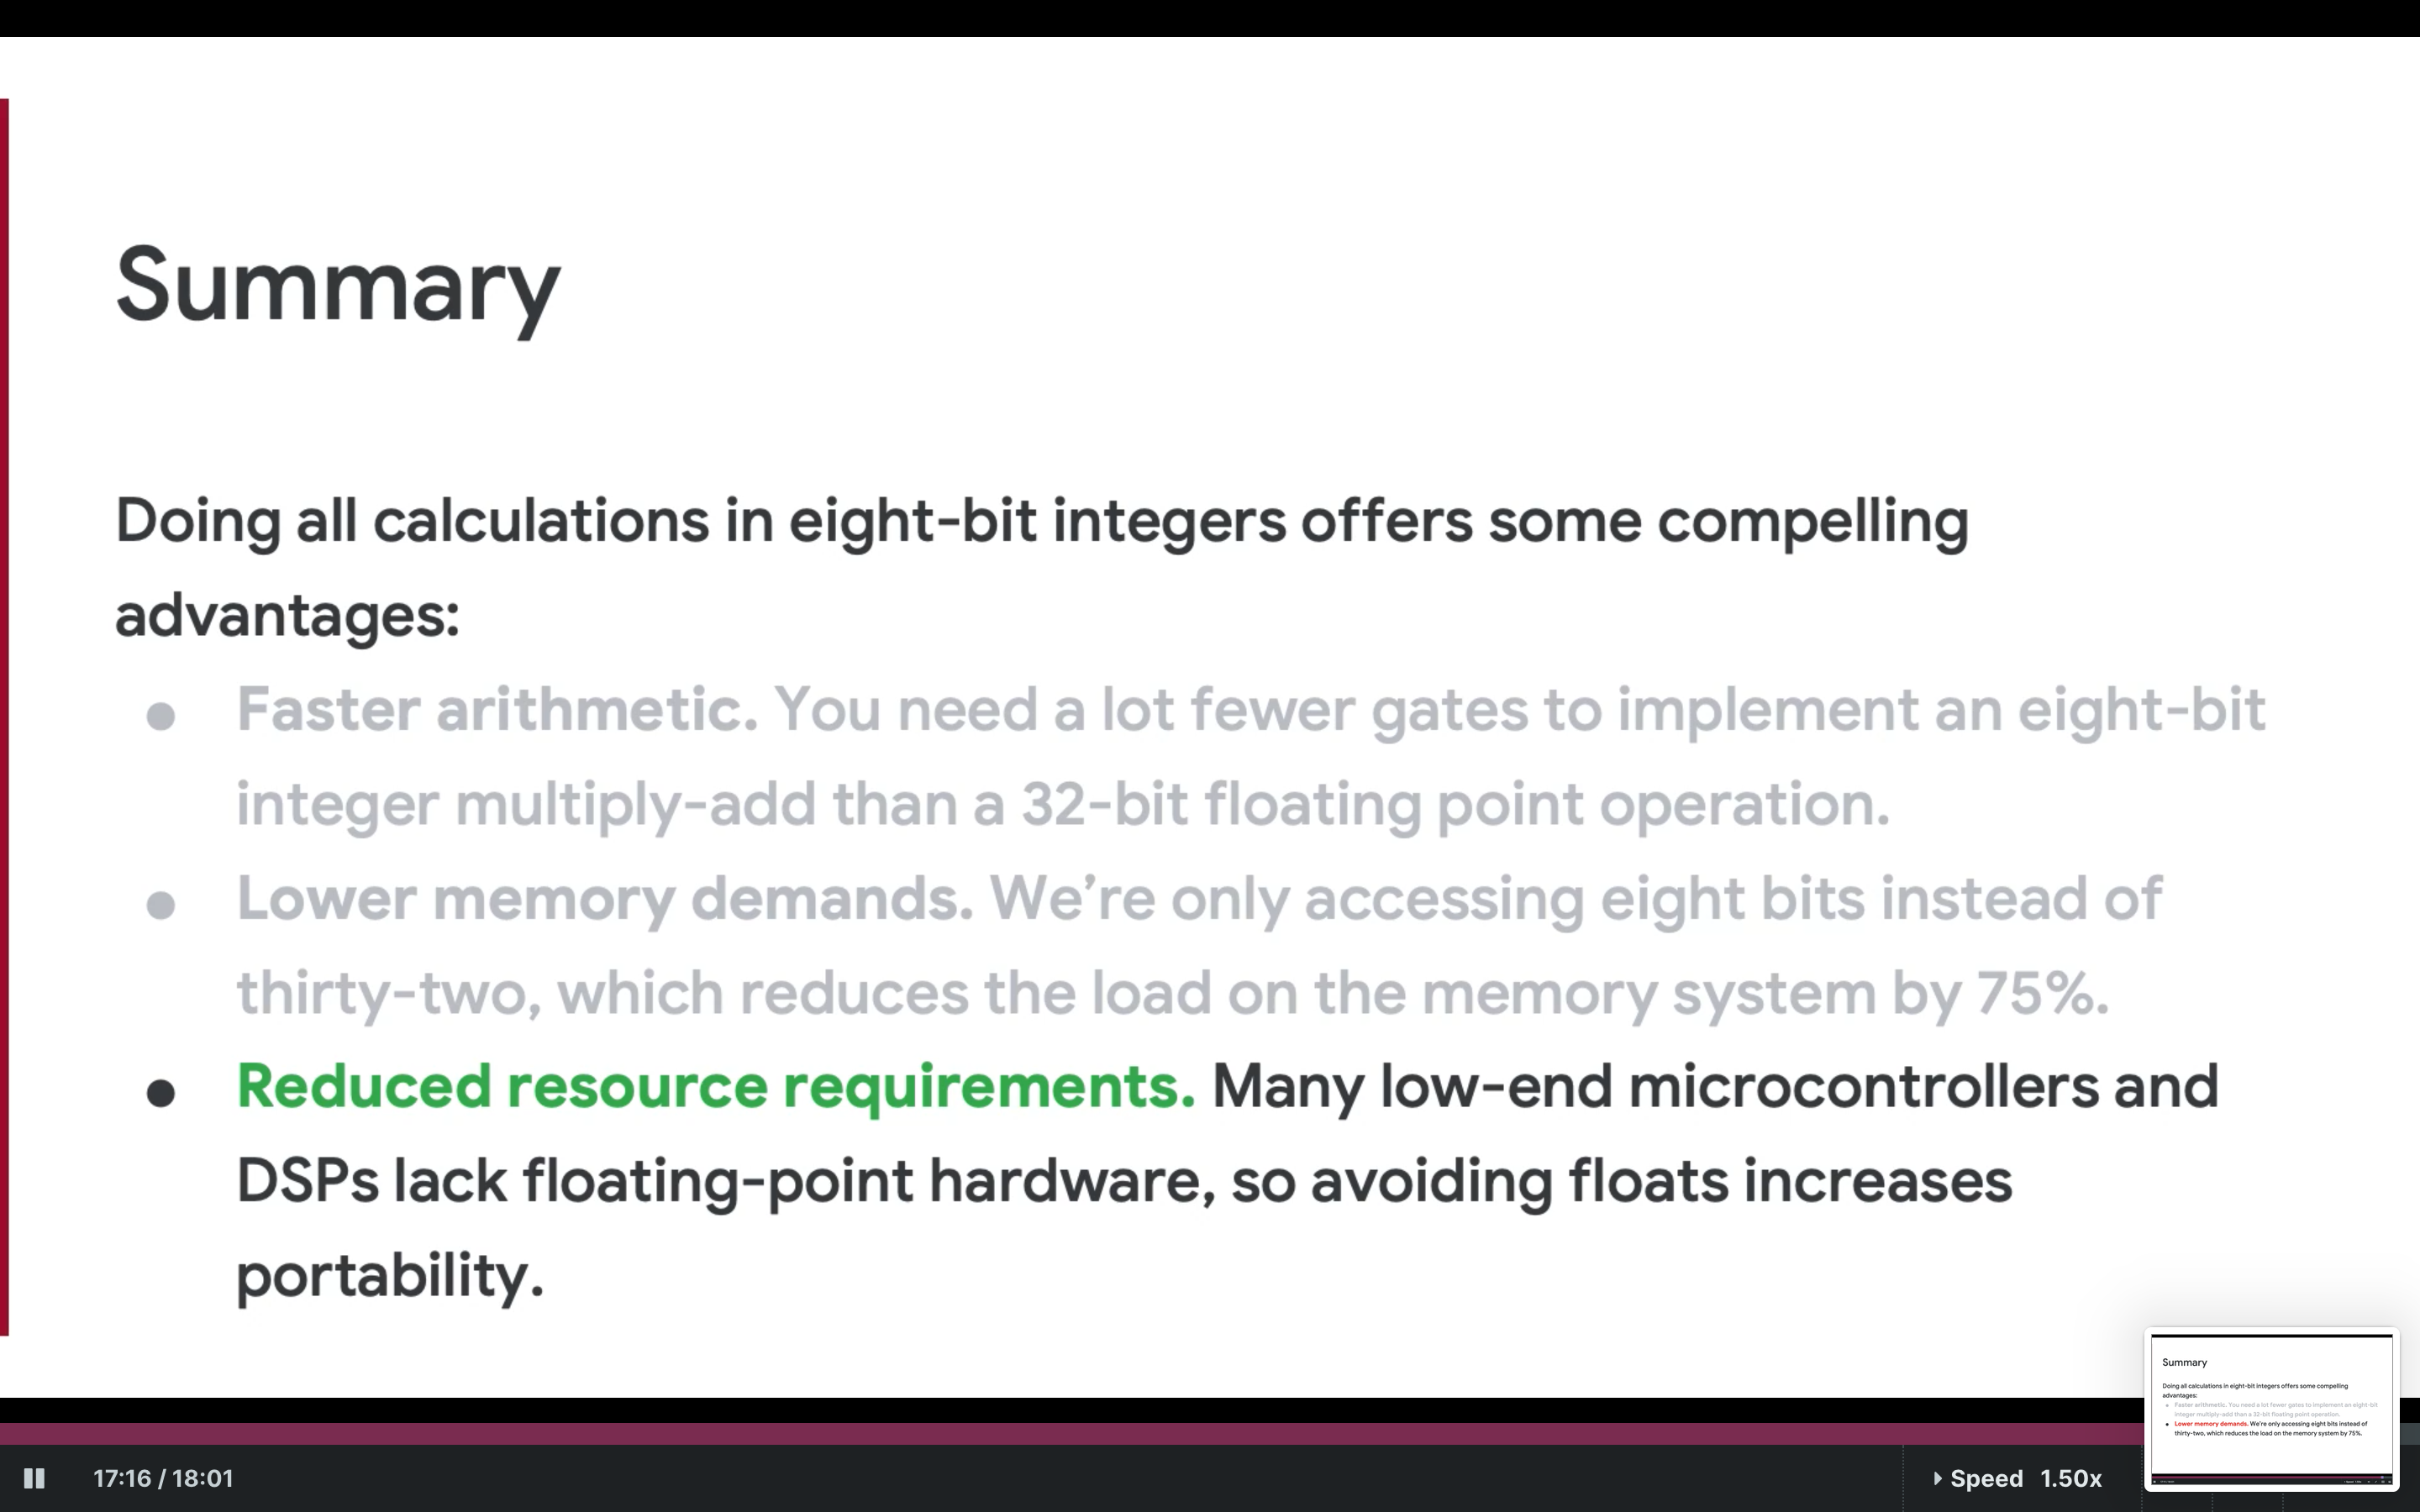 Summary
Doing all calculations in eight-bit integers offers some compelling
advantages:
● Faster arithmetic. You need a lot fewer gates to implement an eight-bit
integer multiply-add than a 32-bit floating point operation.
● Lower memory demands. We’re only accessing eight bits instead of
thirty-two, which reduces the load on the memory system by 75%.
● Reduced resource requirements. Many low-end microcontrollers and
DSPs lack floating-point hardware, so avoiding floats increases
portability.
Summary
Doing all calculations in eight-bit integers offers some compelling
advantages:
● Faster arithmetic. You need a lot fewer gates to implement an eight-bit
integer multiply-add than a 32-bit floating point operation.
● Lower memory demands. We're only accessing eight bits instead of
thirty-two, which reduces the load on the memory system by 75%.
17:16 / 18:01
Speed 1.50x